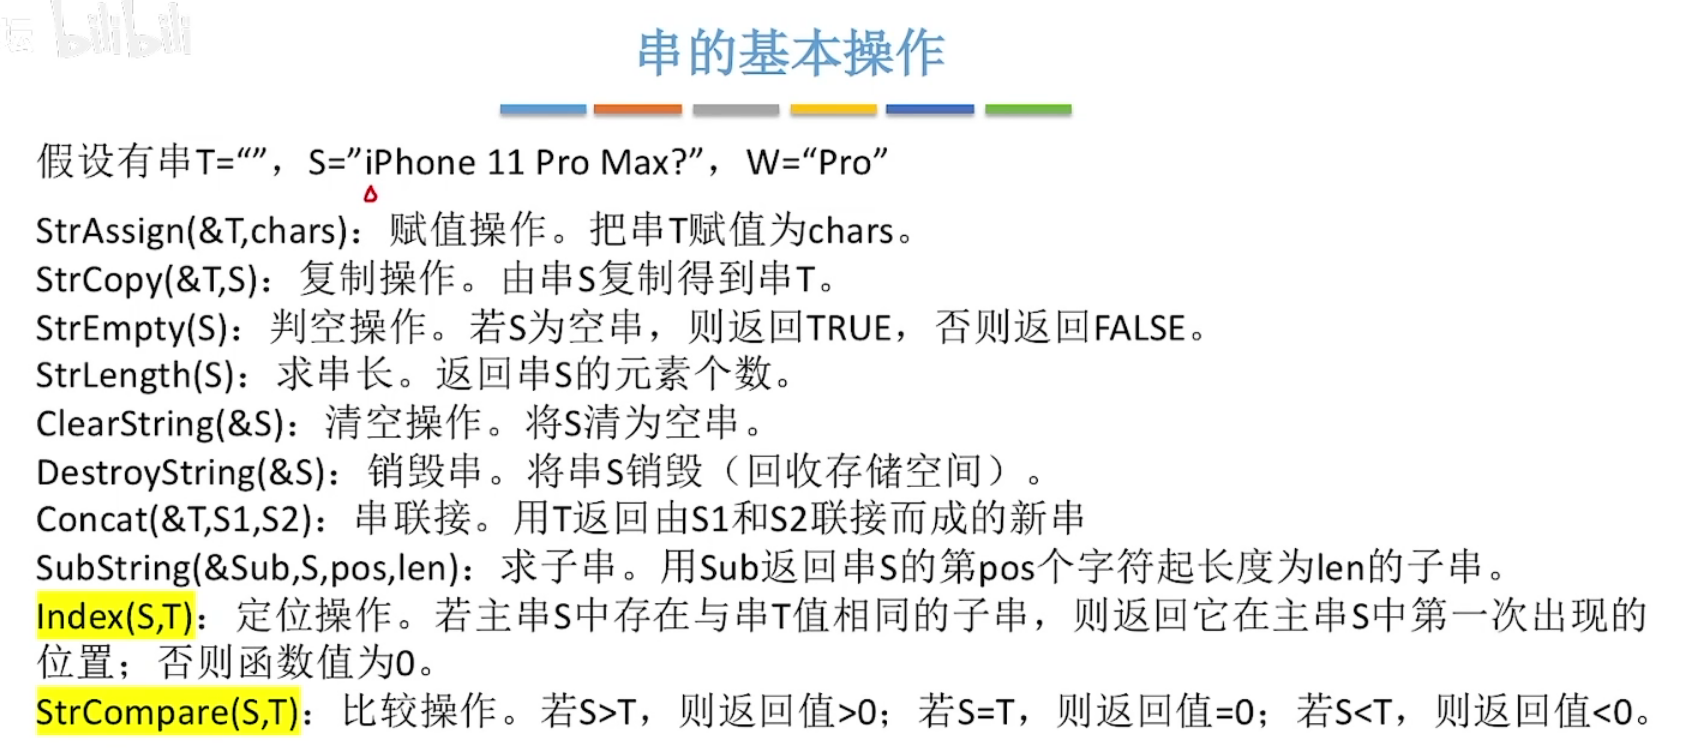 bilibili
串的基本操作
假设有串T=“”，S=”iPhone 11 Pro Max?”，W=“Pro”
StrAssign(&T,chars)：赋值操作。把串T赋值为chars。
StrCopy(&T,S)：复制操作。由串S复制得到串T。
StrEmpty(S)：判空操作。若S为空串，则返回TRUE，否则返回FALSE。
StrLength(S)：求串长。返回串S的元素个数。
ClearString(&S)：清空操作。将S清为空串。
DestroyString(&S)：销毁串。将串S销毁（回收存储空间）。
Concat(&T,S1,S2)：串联接。用T返回由S1和S2联接而成的新串
SubString(&Sub,S,pos,len)：求子串。用Sub返回串S的第pos个字符起长度为len的子串。
Index(S,T)：定位操作。若主串S中存在与串T值相同的子串，则返回它在主串S中第一次出现的
位置；否则函数值为0。
StrCompare(S,T)：比较操作。若S>T，则返回值>0；若S=T，则返回值=0；若S<T，则返回值<0。